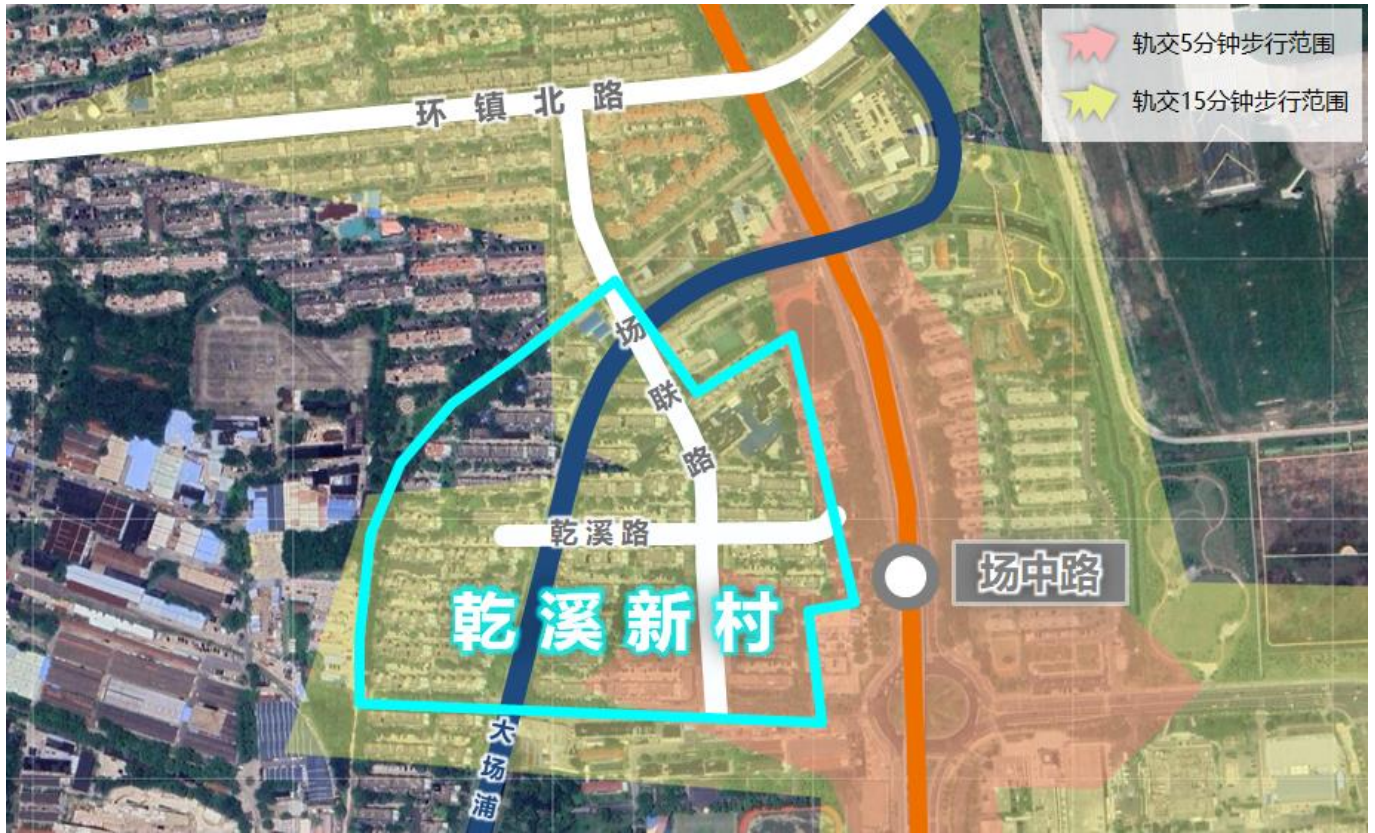 轨交5分钟步行范围
轨交15分钟步行范围
环镇北路
场联路
乾溪路
场中路
乾溪新村
大场浦